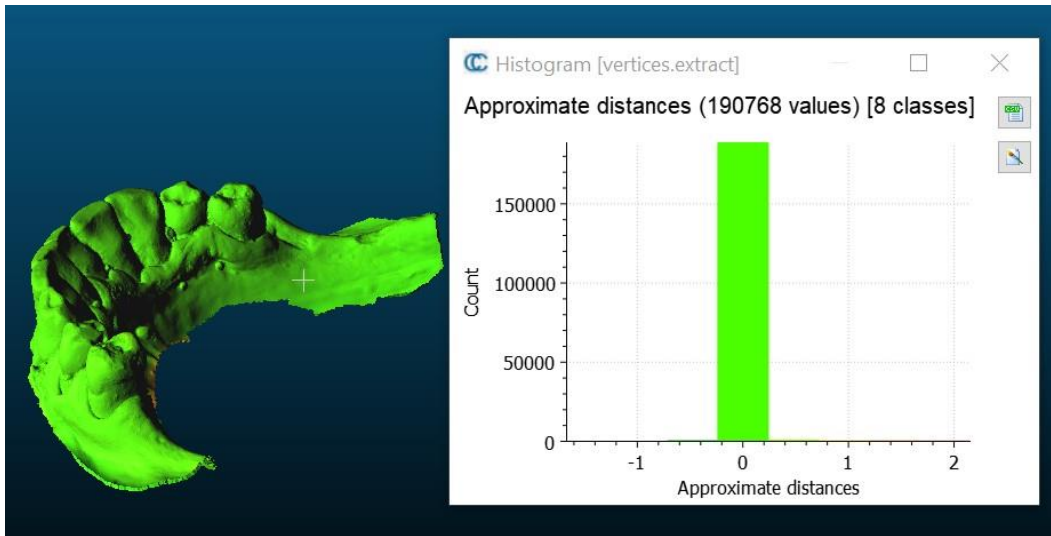 Histogram [vertices.extract]
Approximate distances (190768 values) [8 classes]
CSV
150000
100000
50000
0
Count
-1 0 1 2
Approximate distances